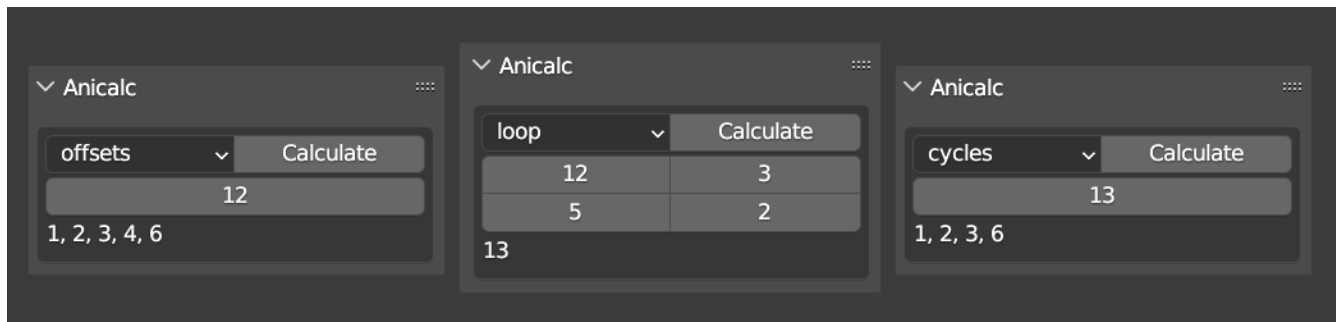 Anicalc
offsets Calculate
12
1, 2, 3, 4, 6
Anicalc
loop Calculate
12 3
5 2
13
Anicalc
cycles Calculate
13
1, 2, 3, 6